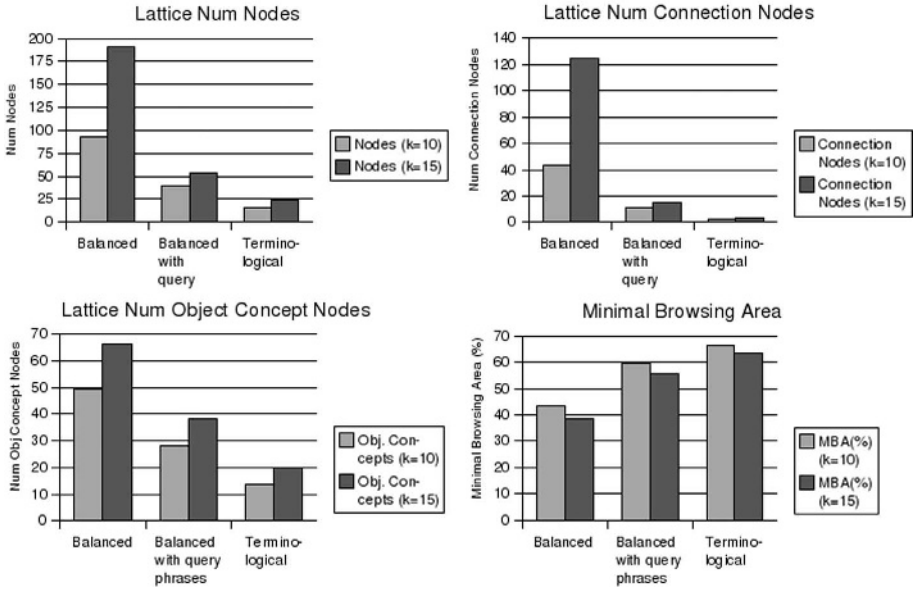 Lattice Num Nodes
Num Nodes
200
175
150
125
100
75
50
25
0
Balanced
Balanced
with
query
Termino-
logical
Nodes (k=10)
Nodes (k=15)
Lattice Num Connection Nodes
Num Connection Nodes
140
120
100
80
60
40
20
0
Balanced
Balanced
with
query
Termino-
logical
Connection
Nodes (k=10)
Connection
Nodes (k=15)
Lattice Num Object Concept Nodes
Num Obj Concept Nodes
70
60
50
40
30
20
10
0
Balanced
Balanced
with query
phrases
Termino-
logical
Obj. Con-
cepts (k=10)
Obj. Con-
cepts (k=15)
Minimal Browsing Area
Minimal Browsing Area (%)
70
60
50
40
30
20
10
0
Balanced
Balanced
with query
phrases
Termino-
logical
MBA(%)
(k=10)
MBA(%)
(k=15)